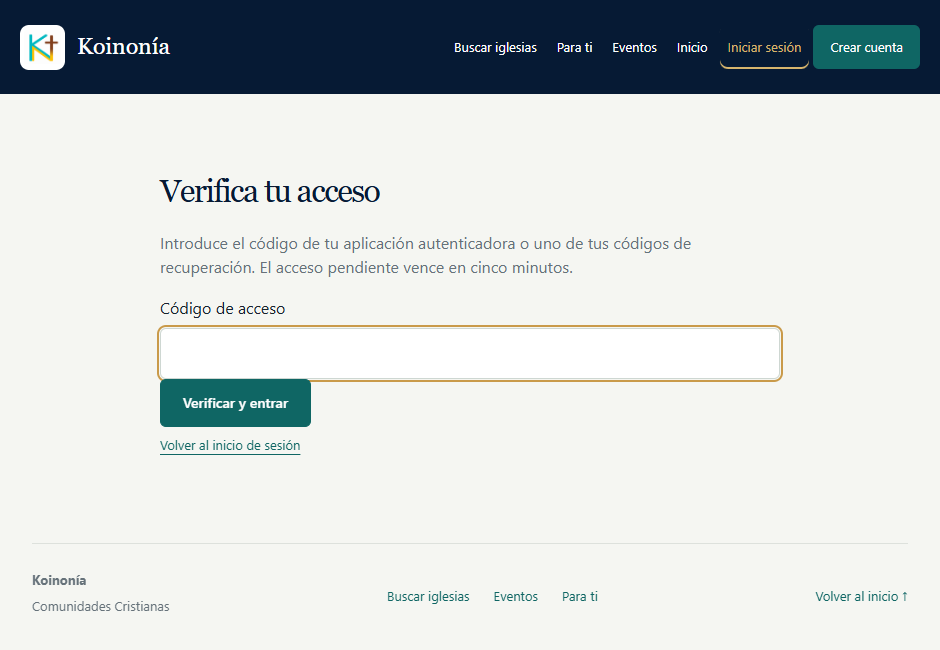 Koinonía
Buscar iglesias
Para ti
Eventos
Inicio
Iniciar sesión
Crear cuenta
Verifica tu acceso
Introduce el código de tu aplicación autenticadora o uno de tus códigos de
recuperación. El acceso pendiente vence en cinco minutos.
Código de acceso
Verificar y entrar
Volver al inicio de sesión
Koinonía
Comunidades Cristianas
Buscar iglesias
Eventos
Para ti
Volver al inicio ↑